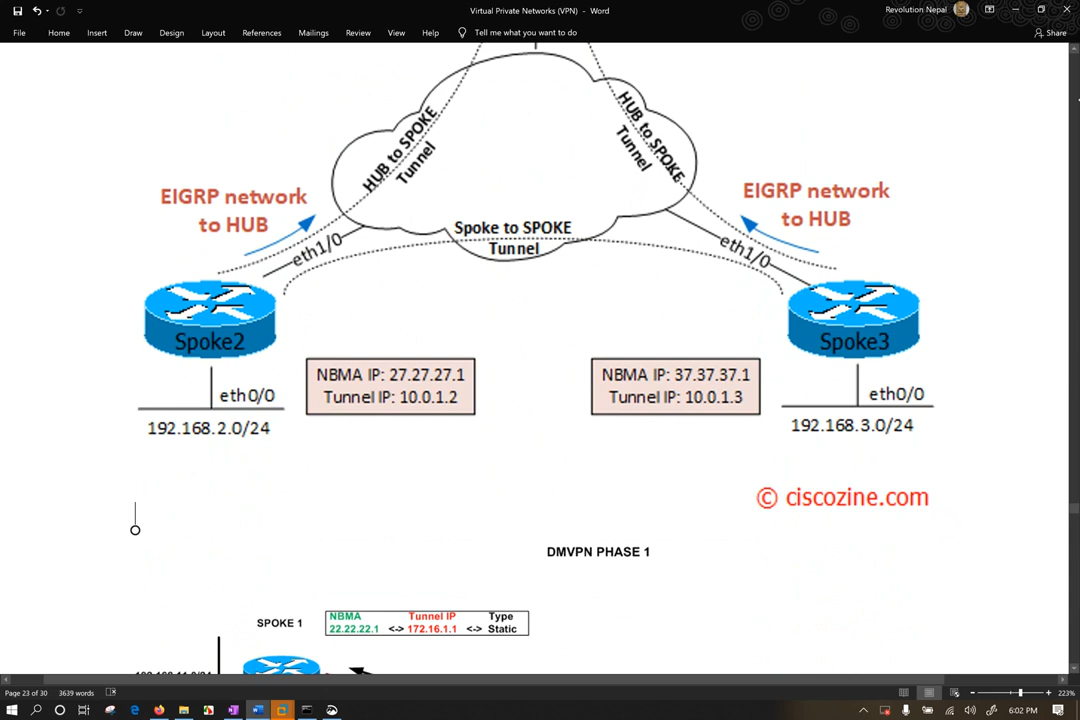 Virtual Private Networks (VPN) - Word
Revolution Nepal
File Home Insert Draw Design Layout References Mailings Review View Help Tell me what you want to do Share
HUB to SPOKE
Tunnel
HUB to SPOKE
Tunnel
EIGRP network
to HUB
EIGRP network
to HUB
Spoke to SPOKE
Tunnel
eth1/0
eth1/0
Spoke2
Spoke3
NBMA IP: 27.27.27.1
Tunnel IP: 10.0.1.2
NBMA IP: 37.37.37.1
Tunnel IP: 10.0.1.3
eth0/0
eth0/0
192.168.2.0/24
192.168.3.0/24
© ciscozine.com
DMVPN PHASE 1
SPOKE 1
NBMA Tunnel IP Type
22.22.22.1 <-> 172.16.1.1 <-> Static
Page 23 of 30 3639 words 223%
6:02 PM